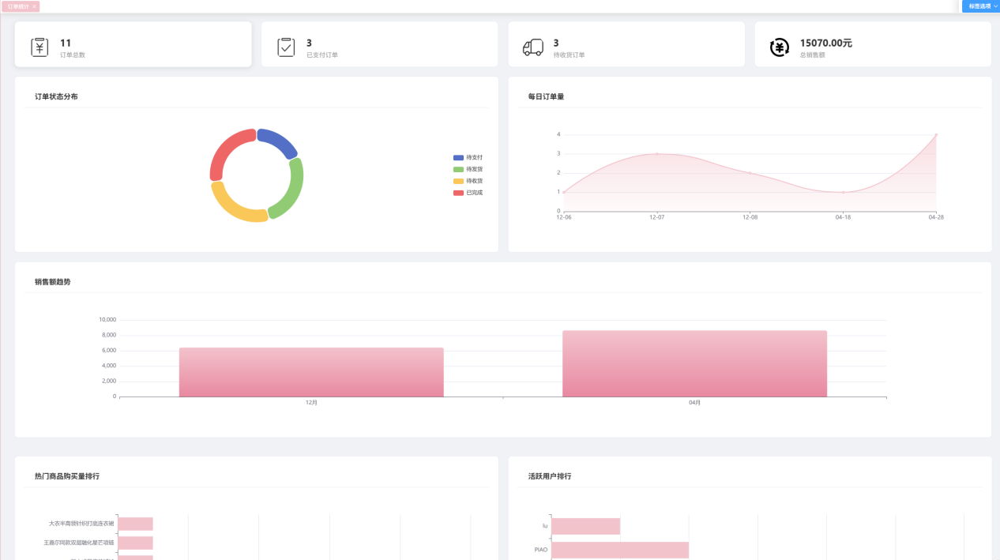 订单统计 ×
标签选项
11
订单总数
3
已支付订单
3
待收货订单
15070.00元
总销售额
订单状态分布
待支付
待发货
待收货
已完成
每日订单量
4
3
2
1
0
12-06
12-07
12-08
04-18
04-28
销售额趋势
10,000
8,000
6,000
4,000
2,000
0
12月
04月
热门商品购买量排行
大衣半高领针织打底连衣裙
王嘉尔同款双层融化星芒项链
活跃用户排行
lu
PIAO